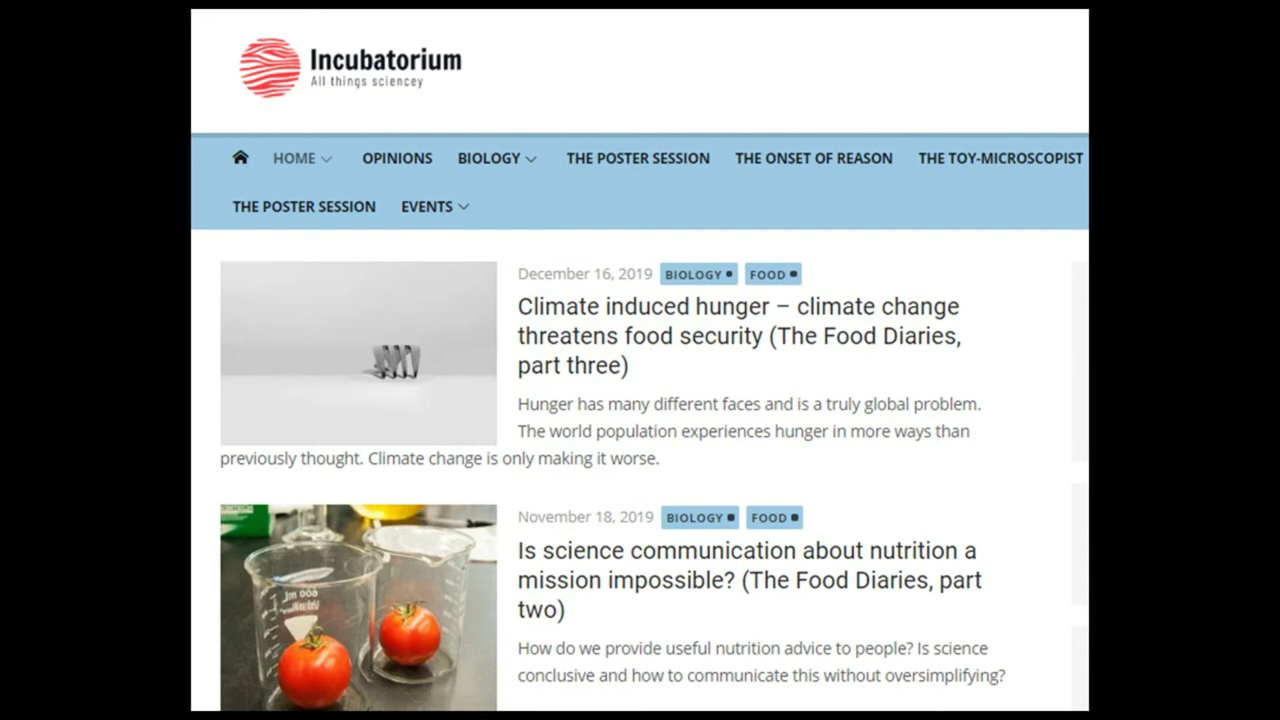 Incubatorium
All things sciencey
HOME
OPINIONS
BIOLOGY
THE POSTER SESSION
THE ONSET OF REASON
THE TOY-MICROSCOPIST
THE POSTER SESSION
EVENTS
December 16, 2019 BIOLOGY FOOD
Climate induced hunger – climate change
threatens food security (The Food Diaries,
part three)
Hunger has many different faces and is a truly global problem.
The world population experiences hunger in more ways than
previously thought. Climate change is only making it worse.
November 18, 2019 BIOLOGY FOOD
Is science communication about nutrition a
mission impossible? (The Food Diaries, part
two)
How do we provide useful nutrition advice to people? Is science
conclusive and how to communicate this without oversimplifying?